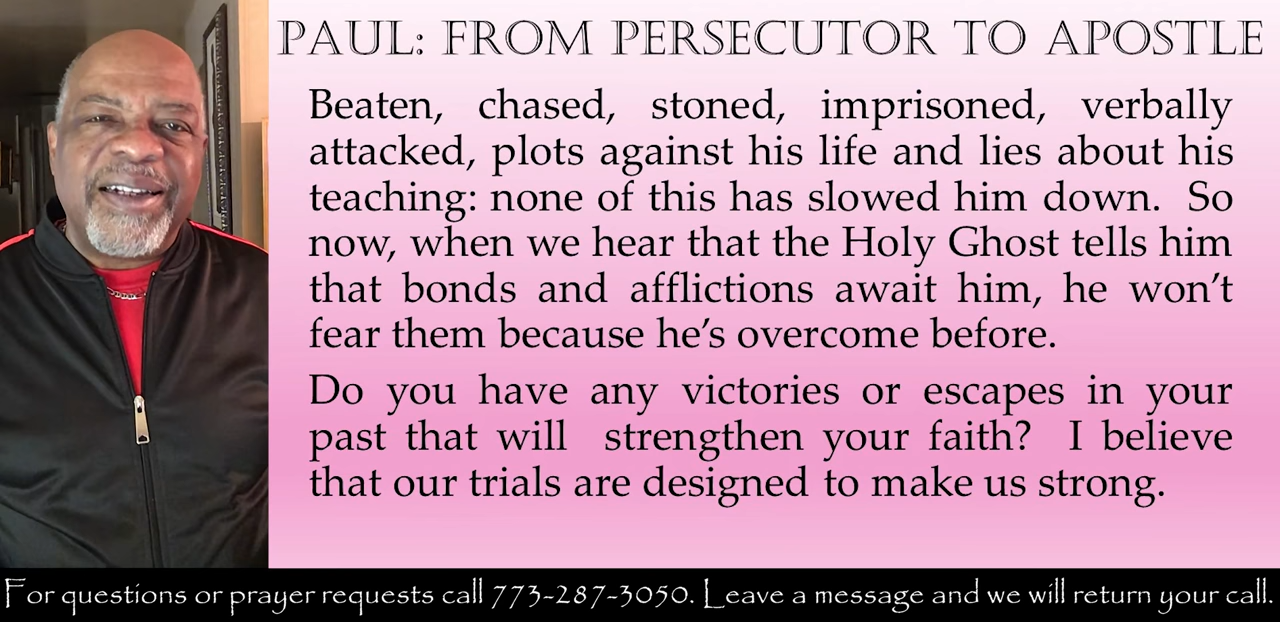 PAUL: FROM PERSECUTOR TO APOSTLE
Beaten, chased, stoned, imprisoned, verbally
attacked, plots against his life and lies about his
teaching: none of this has slowed him down.  So
now, when we hear that the Holy Ghost tells him
that bonds and afflictions await him, he won’t
fear them because he’s overcome before.
Do you have any victories or escapes in your
past that will  strengthen your faith?  I believe
that our trials are designed to make us strong.
For questions or prayer requests call 773-287-3050. Leave a message and we will return your call.